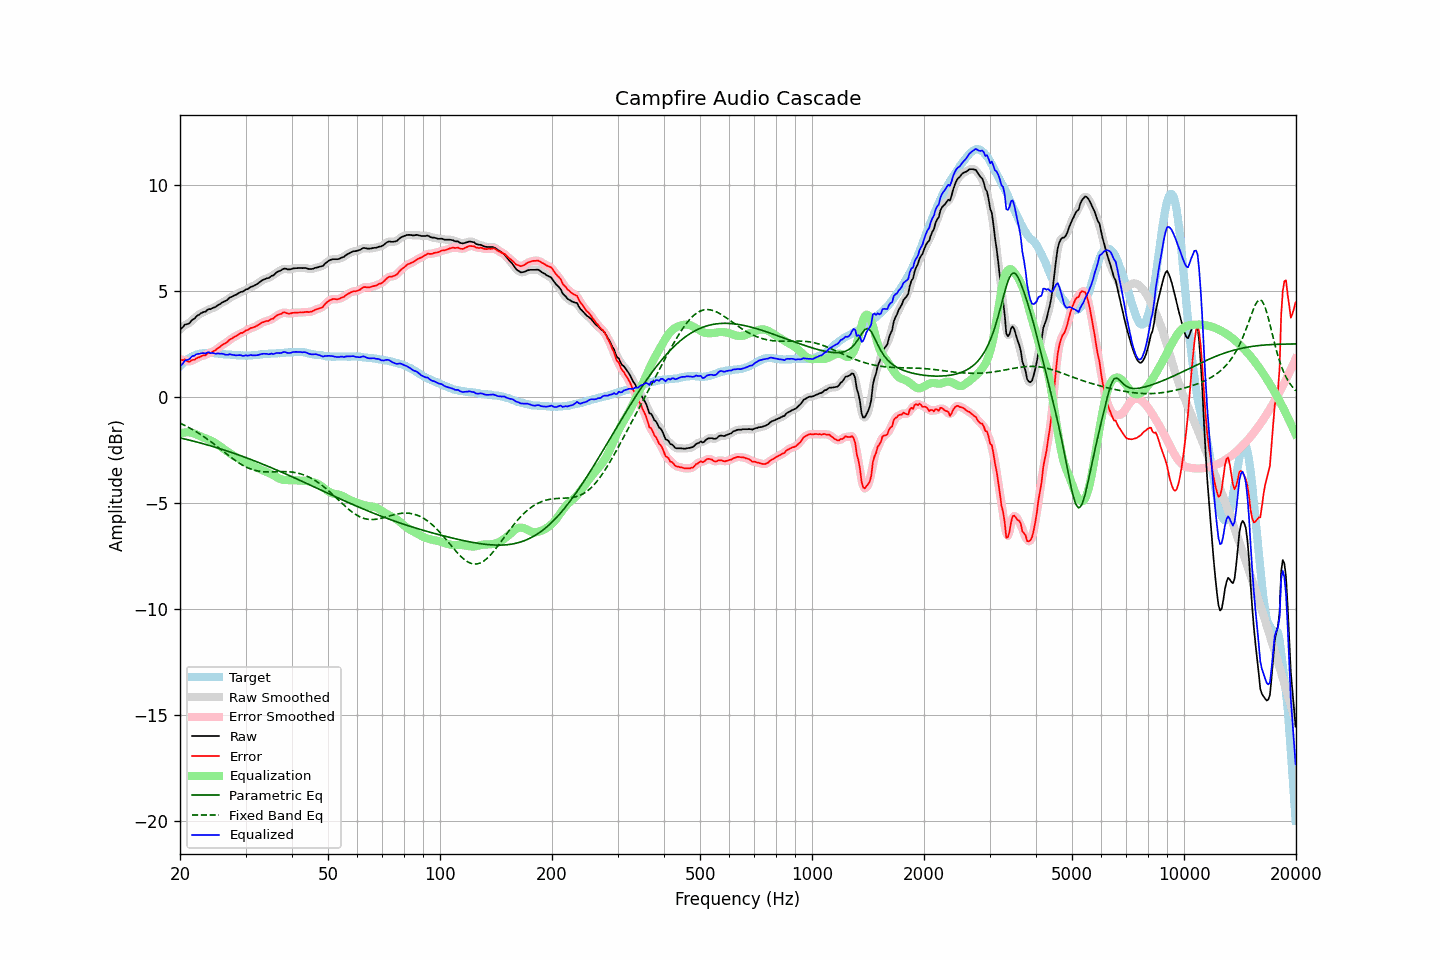 Campfire Audio Cascade
Amplitude (dBr)
10
5
0
−5
−10
−15
−20
Target
Raw Smoothed
Error Smoothed
Raw
Error
Equalization
Parametric Eq
Fixed Band Eq
Equalized
20 50 100 200 500 1000 2000 5000 10000 20000
Frequency (Hz)